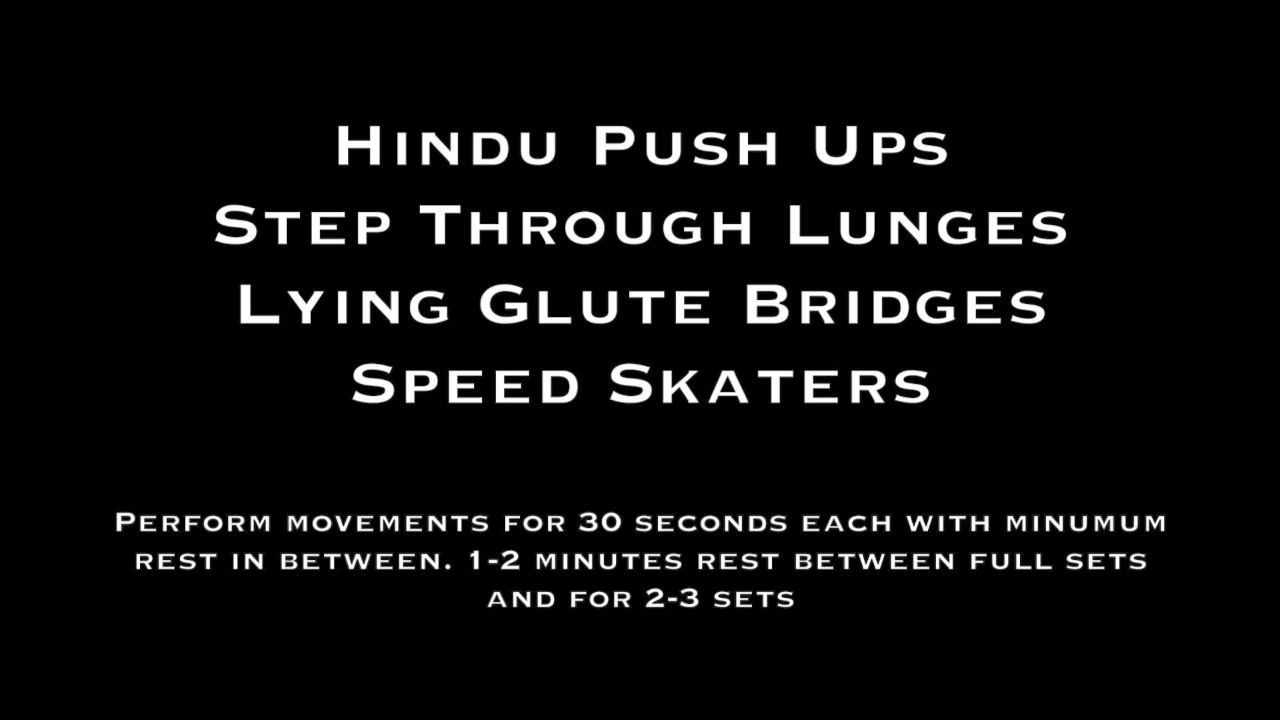 Hindu Push Ups
Step Through Lunges
Lying Glute Bridges
Speed Skaters
Perform movements for 30 seconds each with minumum
rest in between. 1-2 minutes rest between full sets
and for 2-3 sets